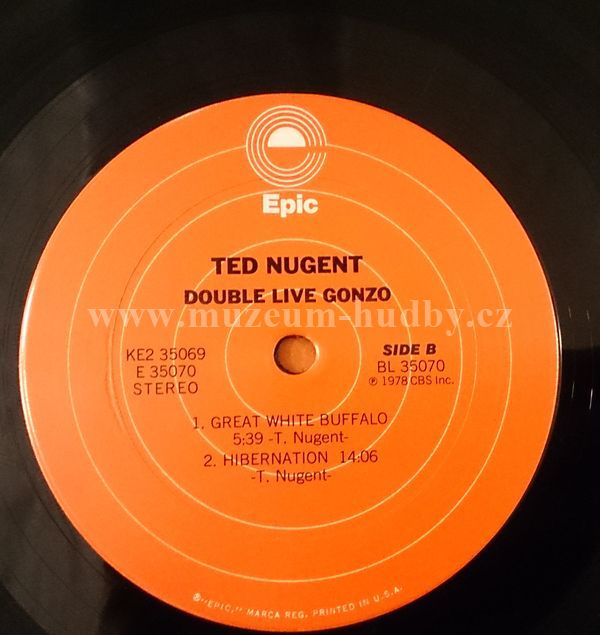 Epic
TED NUGENT
DOUBLE LIVE GONZO
www.muzeum-hudby.cz
KE2 35069
E 35070
STEREO
SIDE B
BL 35070
℗ 1978 CBS Inc.
1. GREAT WHITE BUFFALO
5:39 -T. Nugent-
2. HIBERNATION 14:06
-T. Nugent-
®"EPIC," MARCA REG. PRINTED IN U.S.A.